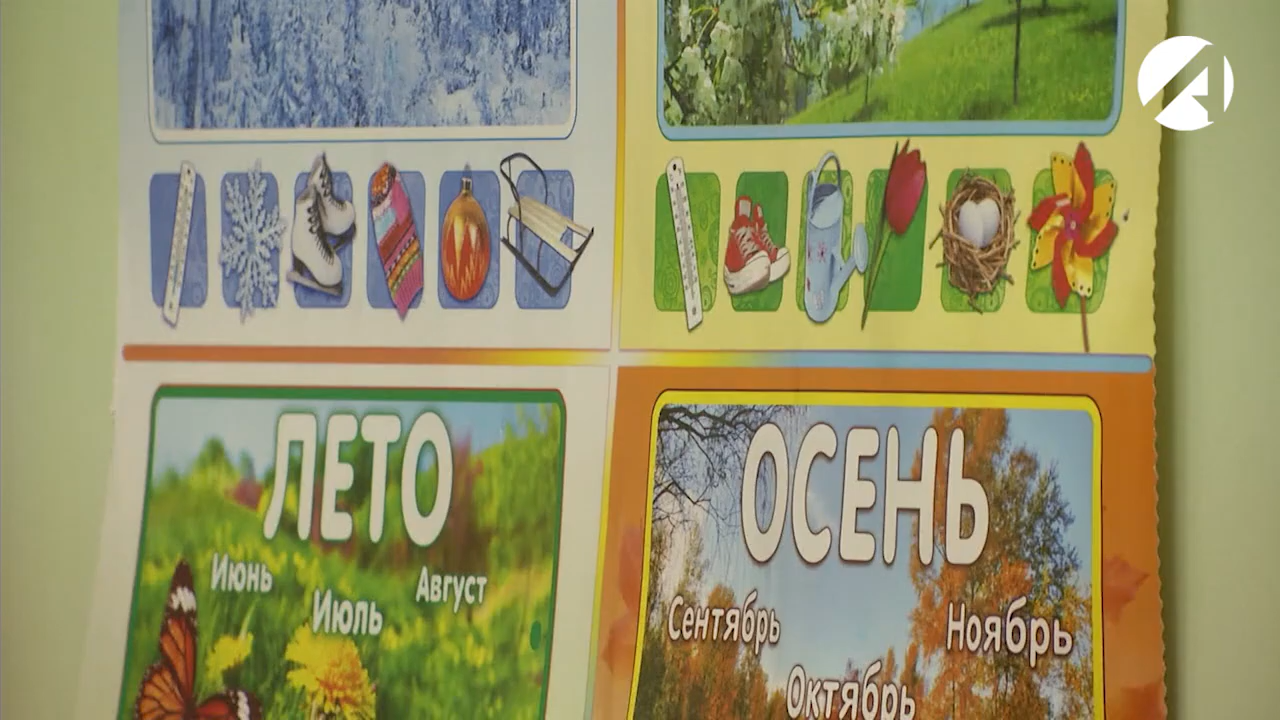 ЛЕТО
Июнь
Июль
Август
ОСЕНЬ
Сентябрь
Октябрь
Ноябрь